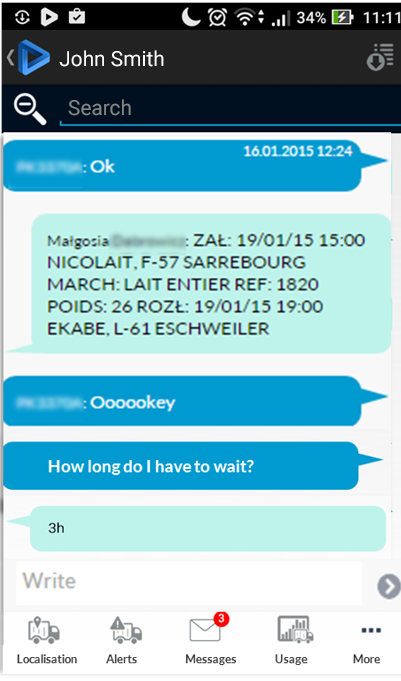 34% 11:11
John Smith
Search
16.01.2015 12:24
: Ok
Małgosia : ZAŁ: 19/01/15 15:00
NICOLAIT, F-57 SARREBOURG
MARCH: LAIT ENTIER REF: 1820
POIDS: 26 ROZŁ: 19/01/15 19:00
EKABE, L-61 ESCHWEILER
: Ooookey
How long do I have to wait?
3h
Write
3
Localisation Alerts Messages Usage More